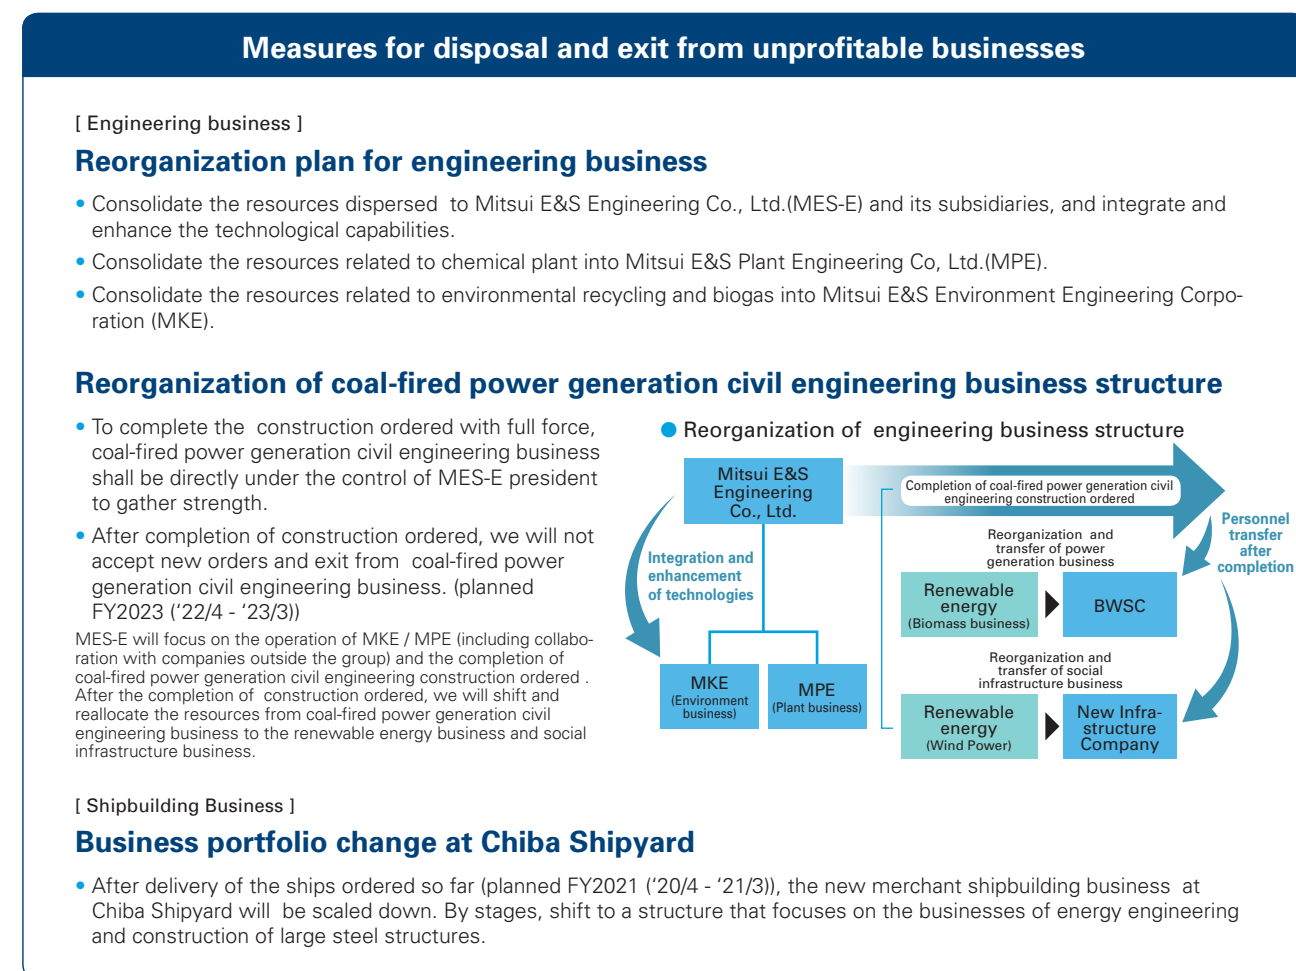 Measures for disposal and exit from unprofitable businesses
[ Engineering business ]
Reorganization plan for engineering business
• Consolidate the resources dispersed to Mitsui E&S Engineering Co., Ltd.(MES-E) and its subsidiaries, and integrate and
enhance the technological capabilities.
• Consolidate the resources related to chemical plant into Mitsui E&S Plant Engineering Co, Ltd.(MPE).
• Consolidate the resources related to environmental recycling and biogas into Mitsui E&S Environment Engineering Corpo-
ration (MKE).
Reorganization of coal-fired power generation civil engineering business structure
• To complete the construction ordered with full force,
coal-fired power generation civil engineering business
shall be directly under the control of MES-E president
to gather strength.
• After completion of construction ordered, we will not
accept new orders and exit from coal-fired power
generation civil engineering business. (planned
FY2023 (‘22/4 - ‘23/3))
MES-E will focus on the operation of MKE / MPE (including collabo-
ration with companies outside the group) and the completion of
coal-fired power generation civil engineering construction ordered .
After the completion of construction ordered, we will shift and
reallocate the resources from coal-fired power generation civil
engineering business to the renewable energy business and social
infrastructure business.
● Reorganization of engineering business structure
Mitsui E&S
Engineering
Co., Ltd.
Completion of coal-fired power generation civil
engineering construction ordered
Integration and
enhancement
of technologies
Personnel
transfer
after
completion
Reorganization and
transfer of power
generation business
Renewable
energy
(Biomass business)
BWSC
MKE
(Environment
business)
MPE
(Plant business)
Reorganization and
transfer of social
infrastructure business
Renewable
energy
(Wind Power)
New Infra-
structure
Company
[ Shipbuilding Business ]
Business portfolio change at Chiba Shipyard
• After delivery of the ships ordered so far (planned FY2021 (‘20/4 - ‘21/3)), the new merchant shipbuilding business at
Chiba Shipyard will be scaled down. By stages, shift to a structure that focuses on the businesses of energy engineering
and construction of large steel structures.